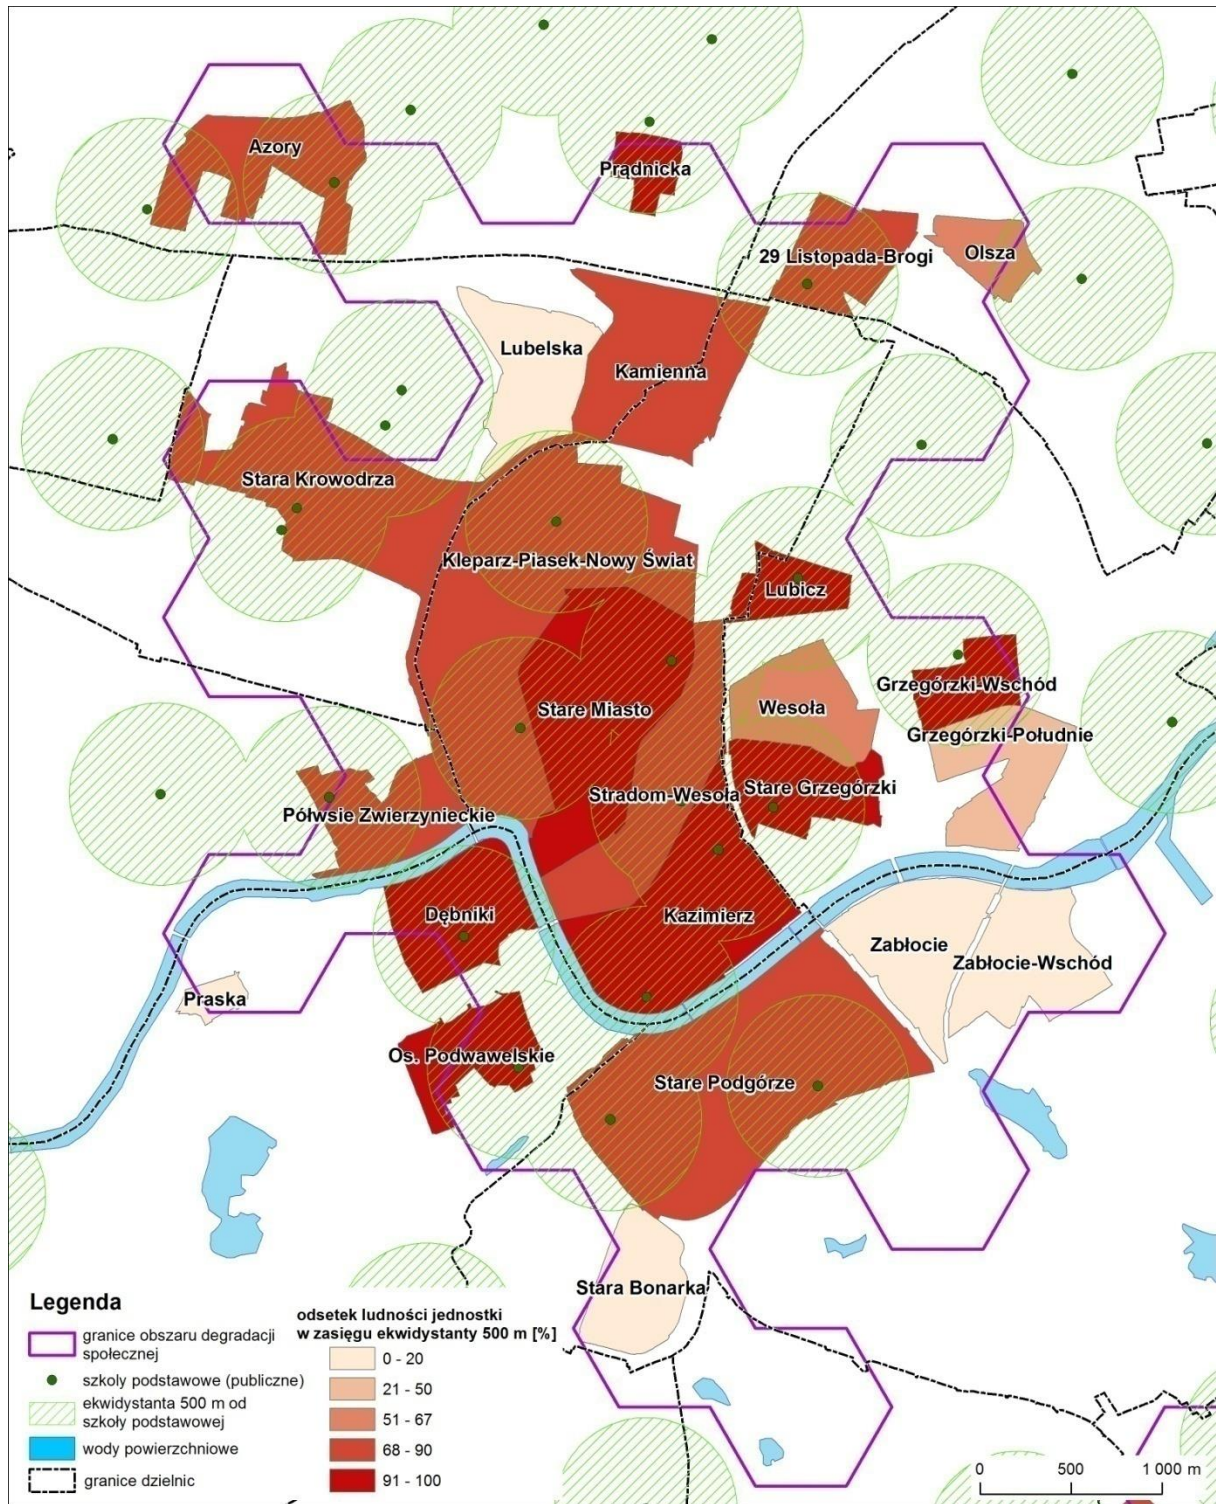 Azory
Prądnicka
29 Listopada-Brogi
Olsza
Lubelska
Kamienna
Stara Krowodrza
Kleparz-Piasek-Nowy Świat
Lubicz
Grzegórzki-Wschód
Stare Miasto
Wesoła
Grzegórzki-Południe
Stradom-Wesoła
Stare Grzegórzki
Półwsie Zwierzynieckie
Dębniki
Kazimierz
Zabłocie
Zabłocie-Wschód
Praska
Os. Podwawelskie
Stare Podgórze
Stara Bonarka
Legenda
granice obszaru degradacji
społecznej
szkoly podstawowe (publiczne)
ekwidystanta 500 m od
szkoły podstawowej
wody powierzchniowe
granice dzielnic
odsetek ludności jednostki
w zasięgu ekwidystanty 500 m [%]
0 - 20
21 - 50
51 - 67
68 - 90
91 - 100
0 500 1 000 m